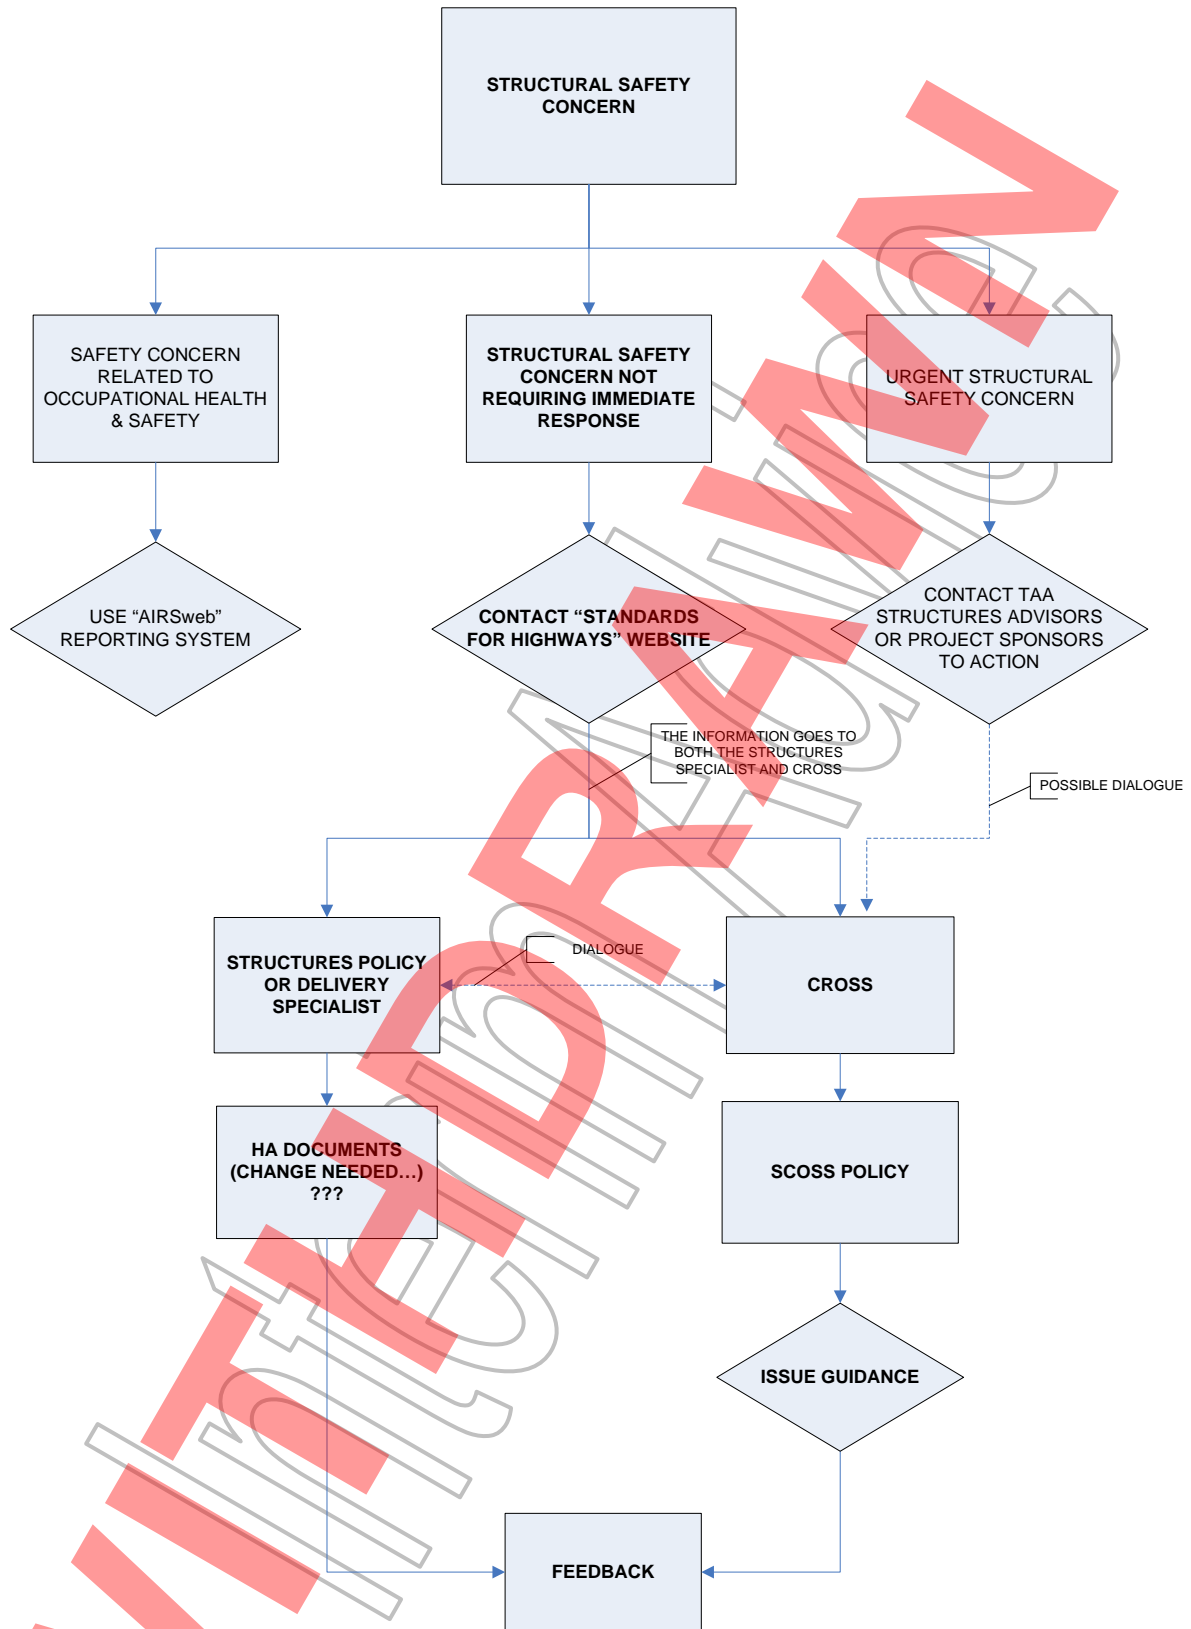 STRUCTURAL SAFETY
CONCERN
SAFETY CONCERN
RELATED TO
OCCUPATIONAL HEALTH
& SAFETY
STRUCTURAL SAFETY
CONCERN NOT
REQUIRING IMMEDIATE
RESPONSE
URGENT STRUCTURAL
SAFETY CONCERN
USE “AIRSweb”
REPORTING SYSTEM
CONTACT “STANDARDS
FOR HIGHWAYS” WEBSITE
CONTACT TAA
STRUCTURES ADVISORS
OR PROJECT SPONSORS
TO ACTION
THE INFORMATION GOES TO
BOTH THE STRUCTURES
SPECIALIST AND CROSS
POSSIBLE DIALOGUE
STRUCTURES POLICY
OR DELIVERY
SPECIALIST
DIALOGUE
CROSS
HA DOCUMENTS
(CHANGE NEEDED...)
???
SCOSS POLICY
ISSUE GUIDANCE
FEEDBACK
WITHDRAWN
Interim Advice